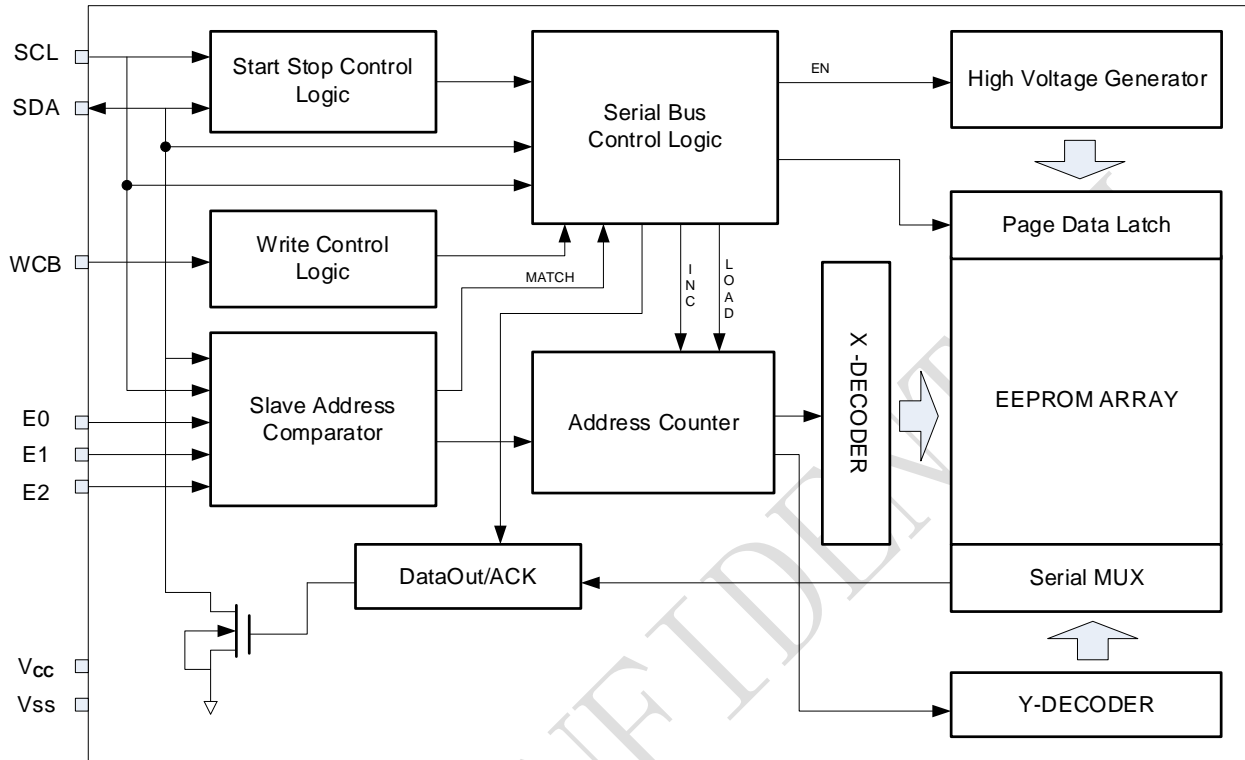 SCL
SDA
WCB
E0
E1
E2
Vcc
Vss
Start Stop Control
Logic
Serial Bus
Control Logic
EN
High Voltage Generator
Write Control
Logic
MATCH
INC
LOAD
Page Data Latch
Slave Address
Comparator
Address Counter
X -DECODER
EEPROM ARRAY
DataOut/ACK
Serial MUX
Y-DECODER